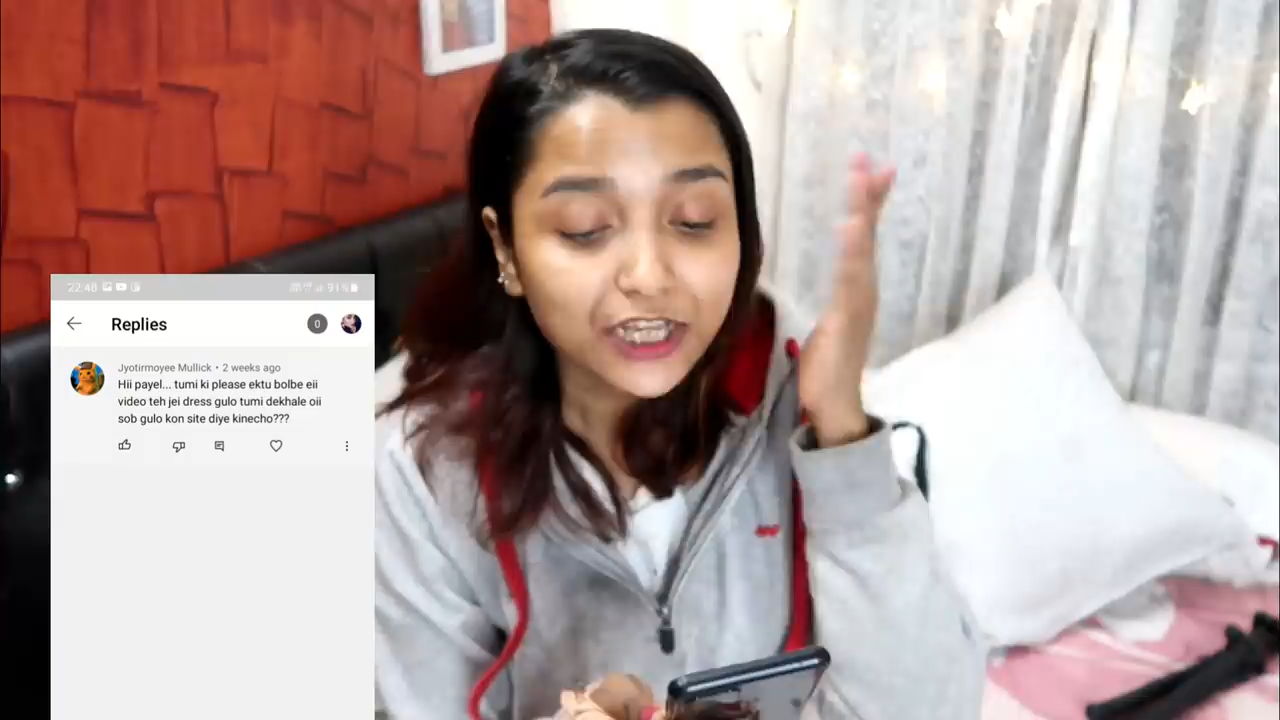 22:48
91%
Replies
0
Jyotirmoyee Mullick • 2 weeks ago
Hii payel... tumi ki please ektu bolbe eii
video teh jei dress gulo tumi dekhale oii
sob gulo kon site diye kinecho???